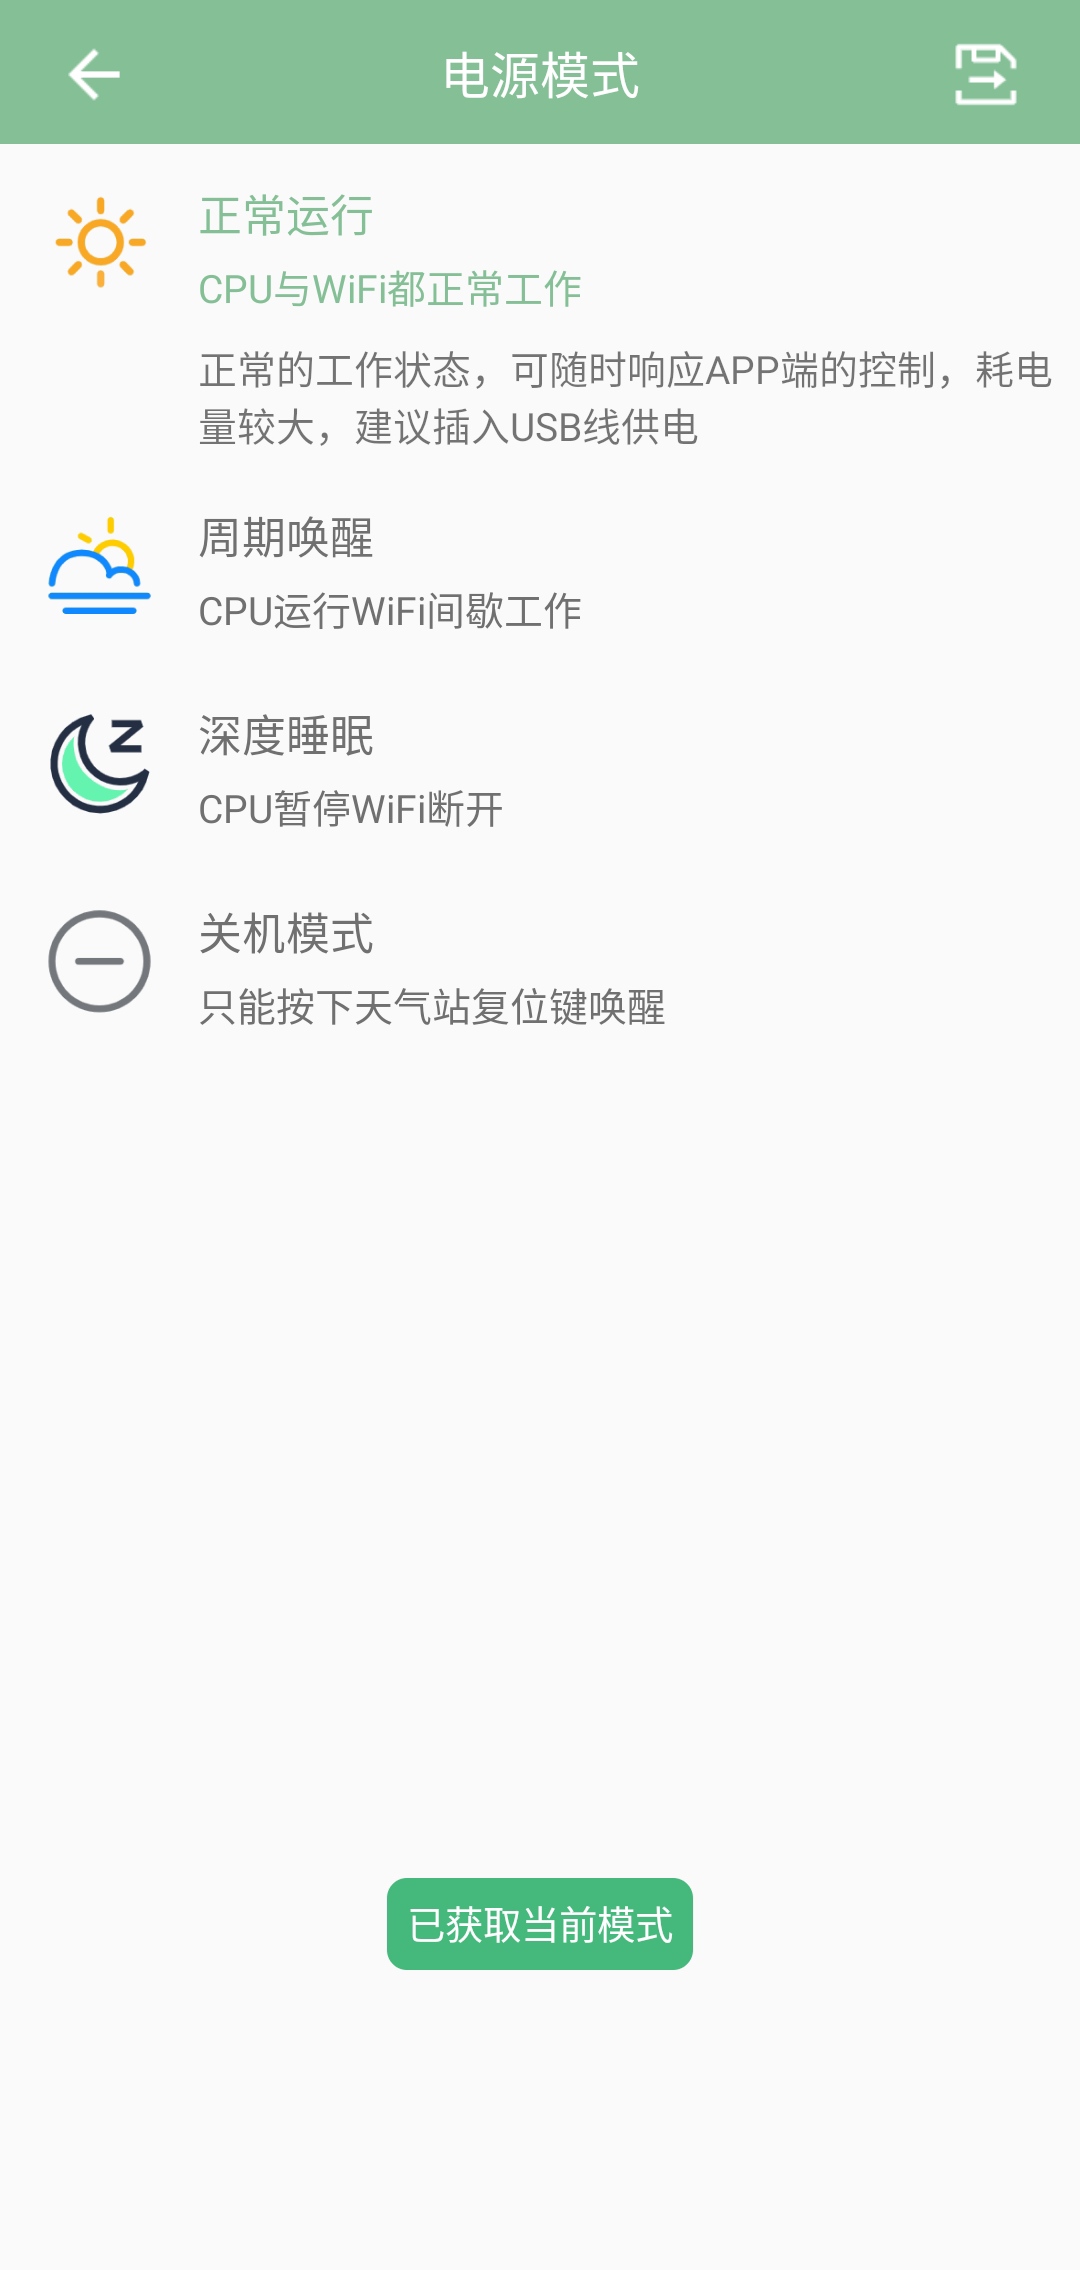 电源模式
正常运行
CPU与WiFi都正常工作
正常的工作状态，可随时响应APP端的控制，耗电
量较大，建议插入USB线供电
周期唤醒
CPU运行WiFi间歇工作
深度睡眠
CPU暂停WiFi断开
关机模式
只能按下天气站复位键唤醒
已获取当前模式